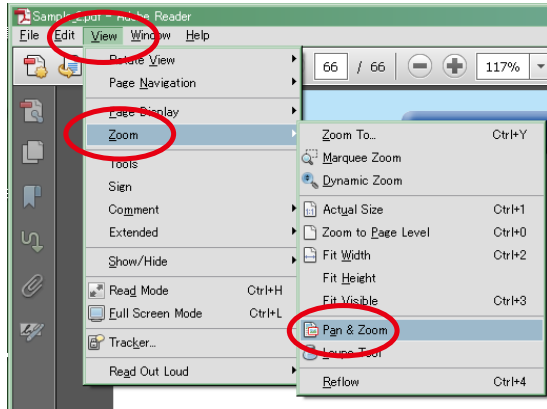 Sample_2.pdf - Adobe Reader
File Edit View Window Help
Rotate View
66 / 66 117%
Page Navigation
Page Display
Zoom
Tools
Sign
Comment
Extended
Show/Hide
Read Mode Ctrl+H
Full Screen Mode Ctrl+L
Tracker...
Read Out Loud
Zoom To... Ctrl+Y
Marquee Zoom
Dynamic Zoom
Actual Size Ctrl+1
Zoom to Page Level Ctrl+0
Fit Width Ctrl+2
Fit Height
Fit Visible Ctrl+3
Pan & Zoom
Loupe Tool
Reflow Ctrl+4